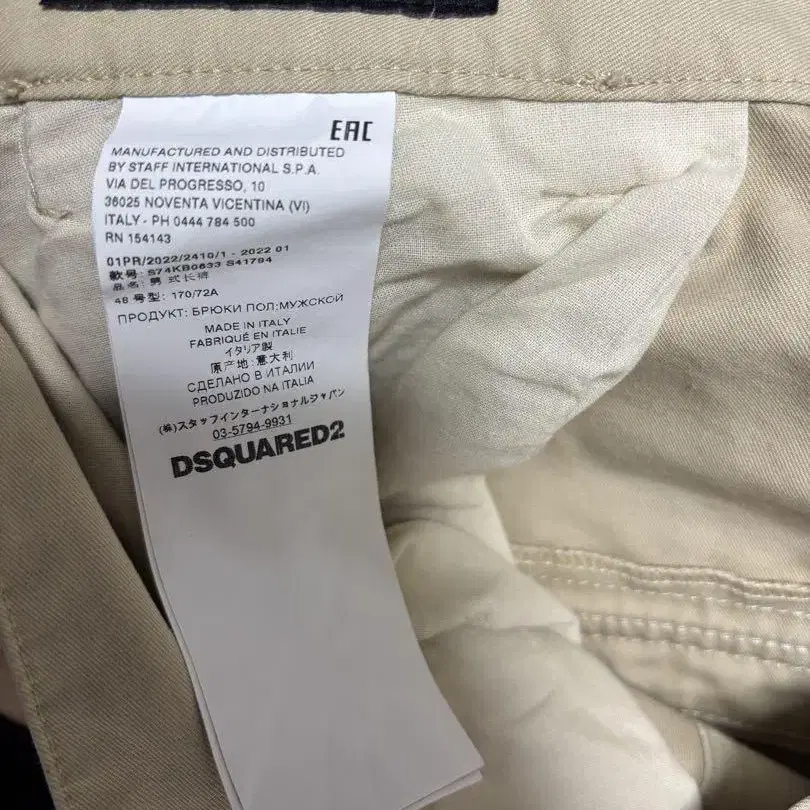 EAC
MANUFACTURED AND DISTRIBUTED
BY STAFF INTERNATIONAL S.P.A.
VIA DEL PROGRESSO, 10
36025 NOVENTA VICENTINA (VI)
ITALY - PH 0444 784 500
RN 154143
01PR/2022/2410/1 - 2022 01
款号: S74KB0633 S41794
品名: 男 式 长 裤
48 号型: 170/72A
ПРОДУКТ: БРЮКИ ПОЛ:МУЖСКОЙ
MADE IN ITALY
FABRIQUÉ EN ITALIE
イタリア製
原产地: 意大利
СДЕЛАНО В ИТАЛИИ
PRODUZIDO NA ITALIA
(株)スタッフインターナショナルジャパン
03-5794-9931
DSQUARED2